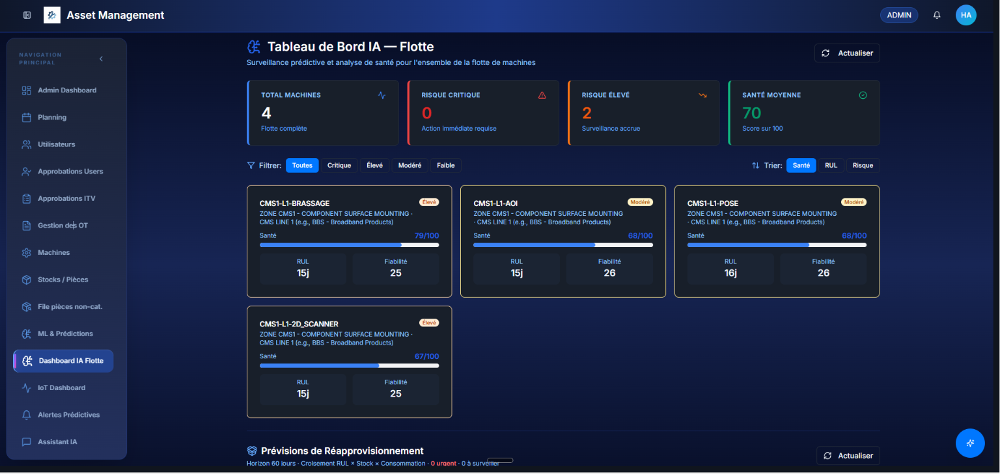 Asset Management
ADMIN
HA
NAVIGATION
PRINCIPAL
Admin Dashboard
Planning
Utilisateurs
Approbations Users
Approbations ITV
Gestion des OT
Machines
Stocks / Pièces
File pièces non-cat.
ML & Prédictions
Dashboard IA Flotte
IoT Dashboard
Alertes Prédictives
Assistant IA
Tableau de Bord IA — Flotte
Surveillance prédictive et analyse de santé pour l'ensemble de la flotte de machines
Actualiser
TOTAL MACHINES
4
Flotte complète
RISQUE CRITIQUE
0
Action immédiate requise
RISQUE ÉLEVÉ
2
Surveillance accrue
SANTÉ MOYENNE
70
Score sur 100
Filtrer: Toutes Critique Élevé Modéré Faible
Trier: Santé RUL Risque
CMS1-L1-BRASSAGE Élevé
ZONE CMS1 - COMPONENT SURFACE MOUNTING ·
CMS LINE 1 (e.g., BBS - Broadband Products)
Santé 79/100
RUL Fiabilité
15j 25
CMS1-L1-AOI Modéré
ZONE CMS1 - COMPONENT SURFACE MOUNTING
· CMS LINE 1 (e.g., BBS - Broadband Products)
Santé 68/100
RUL Fiabilité
15j 26
CMS1-L1-POSE Modéré
ZONE CMS1 - COMPONENT SURFACE MOUNTING
· CMS LINE 1 (e.g., BBS - Broadband Products)
Santé 68/100
RUL Fiabilité
16j 26
CMS1-L1-2D_SCANNER Élevé
ZONE CMS1 - COMPONENT SURFACE MOUNTING ·
CMS LINE 1 (e.g., BBS - Broadband Products)
Santé 67/100
RUL Fiabilité
15j 25
Prévisions de Réapprovisionnement
Horizon 60 jours · Croisement RUL × Stock × Consommation · 0 urgent · 0 à surveiller
Actualiser